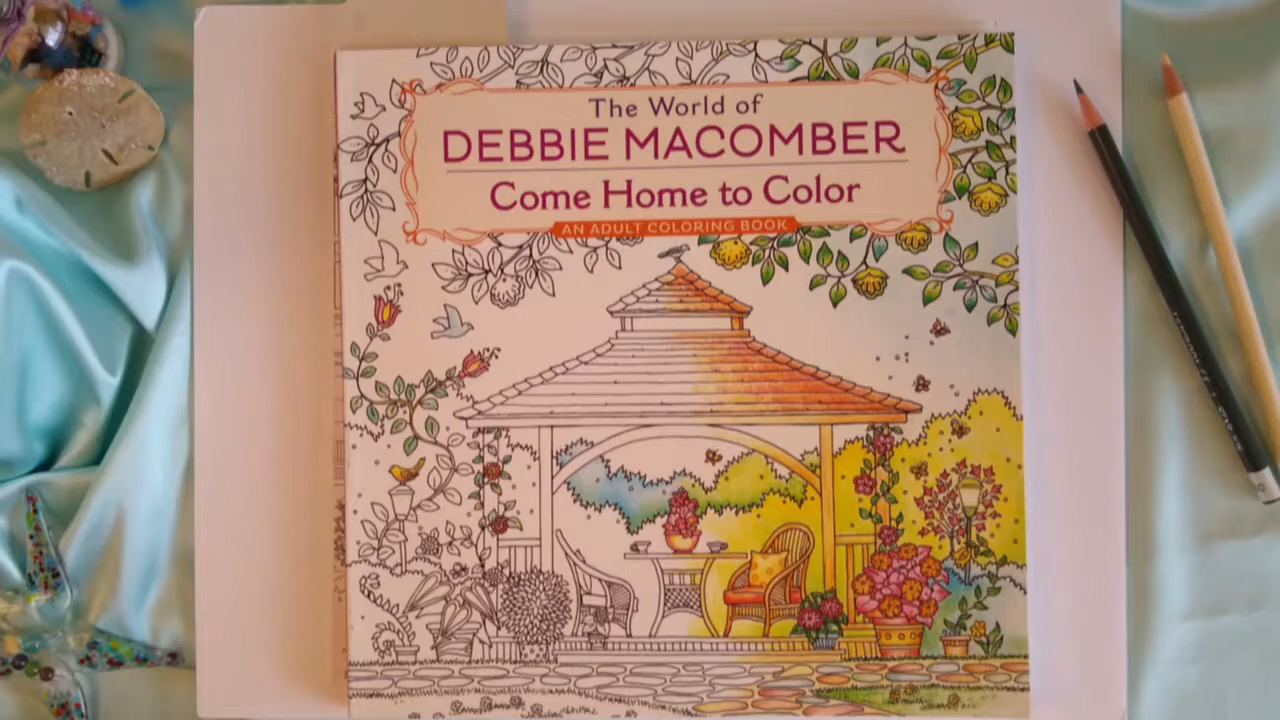 The World of
DEBBIE MACOMBER
Come Home to Color
AN ADULT COLORING BOOK